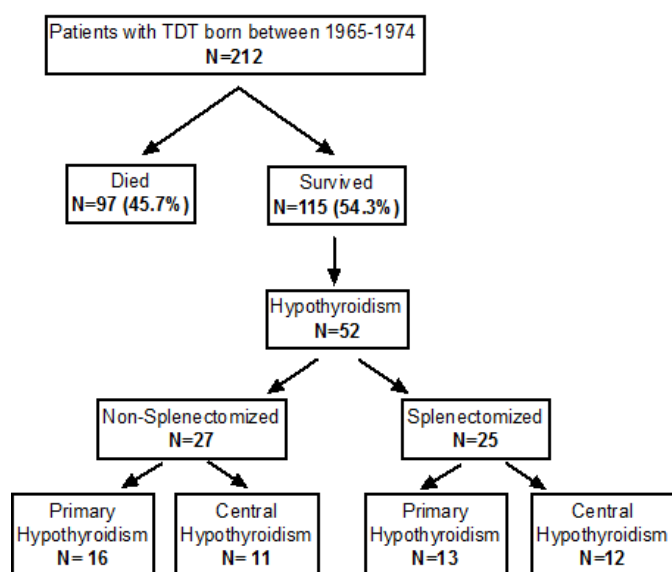 Patients with TDT born between 1965-1974
N=212
Died
N=97 (45.7%)
Survived
N=115 (54.3%)
Hypothyroidism
N=52
Non-Splenectomized
N=27
Splenectomized
N=25
Primary
Hypothyroidism
N= 16
Central
Hypothyroidism
N= 11
Primary
Hypothyroidism
N=13
Central
Hypothyroidism
N=12